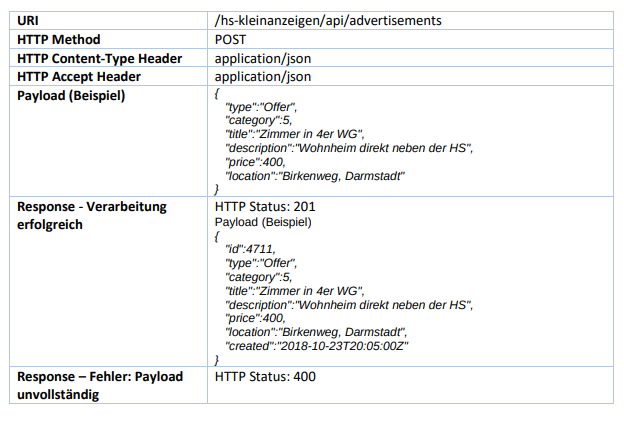 URI /hs-kleinanzeigen/api/advertisements
HTTP Method POST
HTTP Content-Type Header application/json
HTTP Accept Header application/json
Payload (Beispiel) {
"type":"Offer",
"category":5,
"title":"Zimmer in 4er WG",
"description":"Wohnheim direkt neben der HS",
"price":400,
"location":"Birkenweg, Darmstadt"
}
Response - Verarbeitung
erfolgreich
HTTP Status: 201
Payload (Beispiel)
{
"id":4711,
"type":"Offer",
"category":5,
"title":"Zimmer in 4er WG",
"description":"Wohnheim direkt neben der HS",
"price":400,
"location":"Birkenweg, Darmstadt",
"created":"2018-10-23T20:05:00Z"
}
Response – Fehler: Payload
unvollständig
HTTP Status: 400